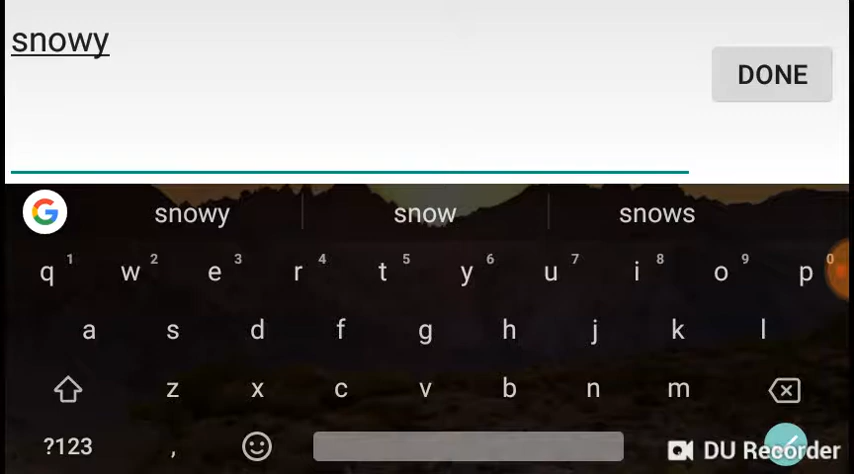 snowy
DONE
snowy snow snows
q 1 w 2 e 3 r 4 t 5 y 6 u 7 i 8 o 9 p 0
a s d f g h j k l
z x c v b n m
?123 , DU Recorder